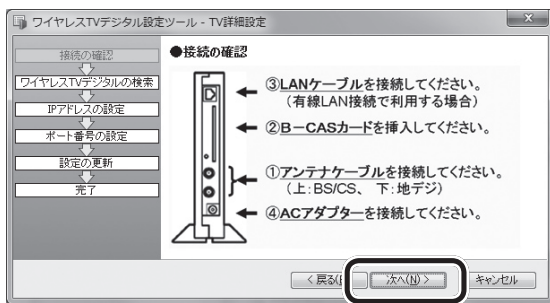 ワイヤレスTVデジタル設定ツール - TV詳細設定
接続の確認
ワイヤレスTVデジタルの検索
IPアドレスの設定
ポート番号の設定
設定の更新
完了
●接続の確認
③LANケーブルを接続してください。
（有線LAN接続で利用する場合）
②B－CASカードを挿入してください。
①アンテナケーブルを接続してください。
（上:BS/CS、 下:地デジ）
④ACアダプターを接続してください。
< 戻る(
次へ(N) >
キャンセル